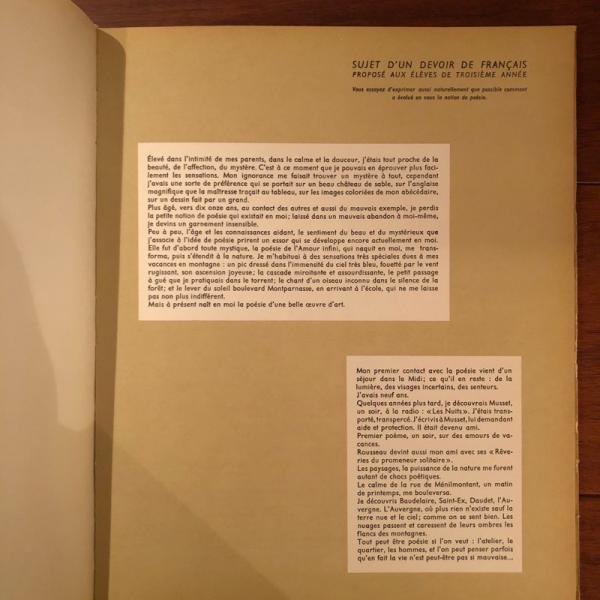 SUJET D'UN DEVOIR DE FRANÇAIS
PROPOSÉ AUX ÉLÈVES DE TROISIÈME ANNÉE
Vous essayez d'exprimer aussi naturellement que possible comment
a évolué en vous la notion de poésie.
Élevé dans l'intimité de mes parents, dans le calme et la douceur, j'étais tout proche de la
beauté, de l'affection, du mystère. C'est à ce moment que je pouvais en éprouver plus faci-
lement les sensations. Mon ignorance me faisait trouver un mystère à tout, cependant
j'avais une sorte de préférence qui se portait sur un beau château de sable, sur l'anglaise
magnifique que la maîtresse traçait au tableau, sur les images coloriées de mon abécédaire,
sur un dessin fait par un grand.
Plus âgé, vers dix onze ans, au contact des autres et aussi du mauvais exemple, je perdis
la petite notion de poésie qui existait en moi; laissé dans un mauvais abandon à moi-même,
je devins un garnement insensible.
Peu à peu, l'âge et les connaissances aidant, le sentiment du beau et du mystérieux que
j'associe à l'idée de poésie prirent un essor qui se développe encore actuellement en moi.
Elle fut d'abord toute mystique, la poésie de l'Amour infini, qui naquit en moi, me trans-
forma, puis s'étendit à la nature. Je m'habituai à des sensations très spéciales dues à mes
vacances en montagne : un pic dressé dans l'immensité du ciel très bleu, fouetté par le vent
rugissant, son ascension joyeuse; la cascade miroitante et assourdissante, le petit passage
à gué que je pratiquais dans le torrent; le chant d'un oiseau inconnu dans le silence de la
forêt; et le lever du soleil boulevard Montparnasse, en arrivant à l'école, qui ne me laisse
pas non plus indifférent.
Mais à présent naît en moi la poésie d'une belle œuvre d'art.
Mon premier contact avec la poésie vient d'un
séjour dans le Midi; ce qu'il en reste : de la
lumière, des visages incertains, des senteurs.
J'avais neuf ans.
Quelques années plus tard, je découvrais Musset,
un soir, à la radio : «Les Nuits». J'étais trans-
porté, transpercé. J'écrivis à Musset, lui demandant
aide et protection. Il était devenu ami.
Premier poème, un soir, sur des amours de va-
cances.
Rousseau devint aussi mon ami avec ses «Rêve-
ries du promeneur solitaire».
Les paysages, la puissance de la nature me furent
autant de chocs poétiques.
Le calme de la rue de Ménilmontant, un matin
de printemps, me bouleversa.
Je découvris Baudelaire, Saint-Ex, Daudet, l'Au-
vergne. L'Auvergne, où plus rien n'existe sauf la
terre nue et le ciel; comme on se sent bien. Les
nuages passent et caressent de leurs ombres les
flancs des montagnes.
Tout peut être poésie si l'on veut : l'atelier, le
quartier, les hommes, et l'on peut penser parfois
qu'en fait la vie n'est peut-être pas si mauvaise...